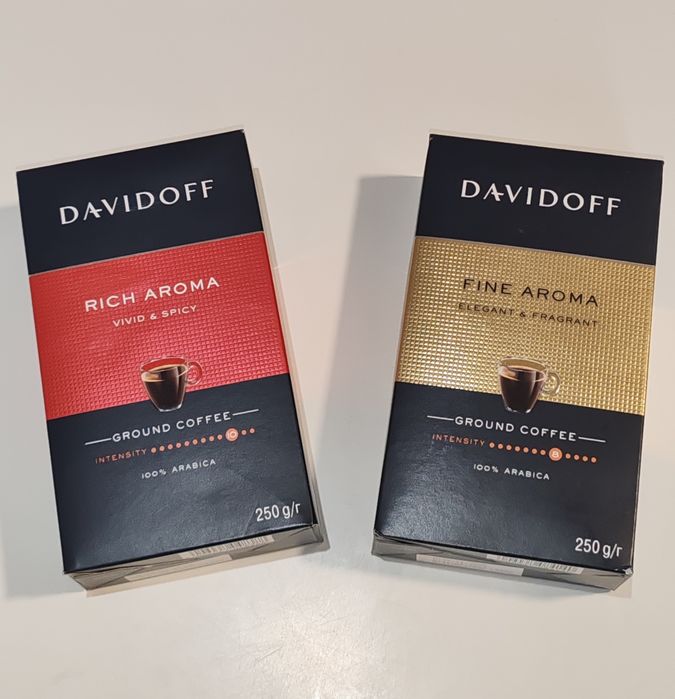 DAVIDOFF
RICH AROMA
VIVID & SPICY
GROUND COFFEE
INTENSITY 10
100% ARABICA
250 g/г
DAVIDOFF
FINE AROMA
ELEGANT & FRAGRANT
GROUND COFFEE
INTENSITY 8
100% ARABICA
250 g/г